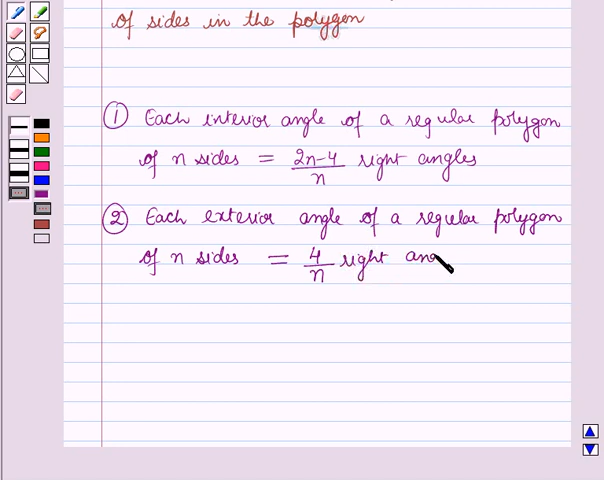 of sides in the polygon
① Each interior angle of a regular polygon
of n sides = 2n-4/n right angles
② Each exterior angle of a regular polygon
of n sides = 4/n right ang